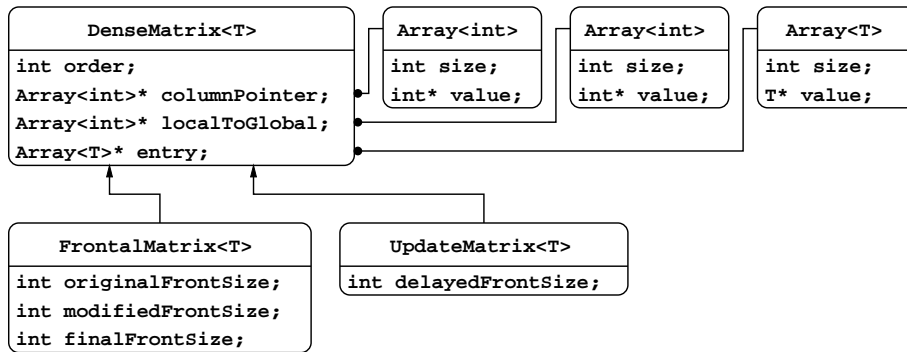 DenseMatrix<T>
int order;
Array<int>* columnPointer;
Array<int>* localToGlobal;
Array<T>* entry;
Array<int>
int size;
int* value;
Array<int>
int size;
int* value;
Array<T>
int size;
T* value;
FrontalMatrix<T>
int originalFrontSize;
int modifiedFrontSize;
int finalFrontSize;
UpdateMatrix<T>
int delayedFrontSize;